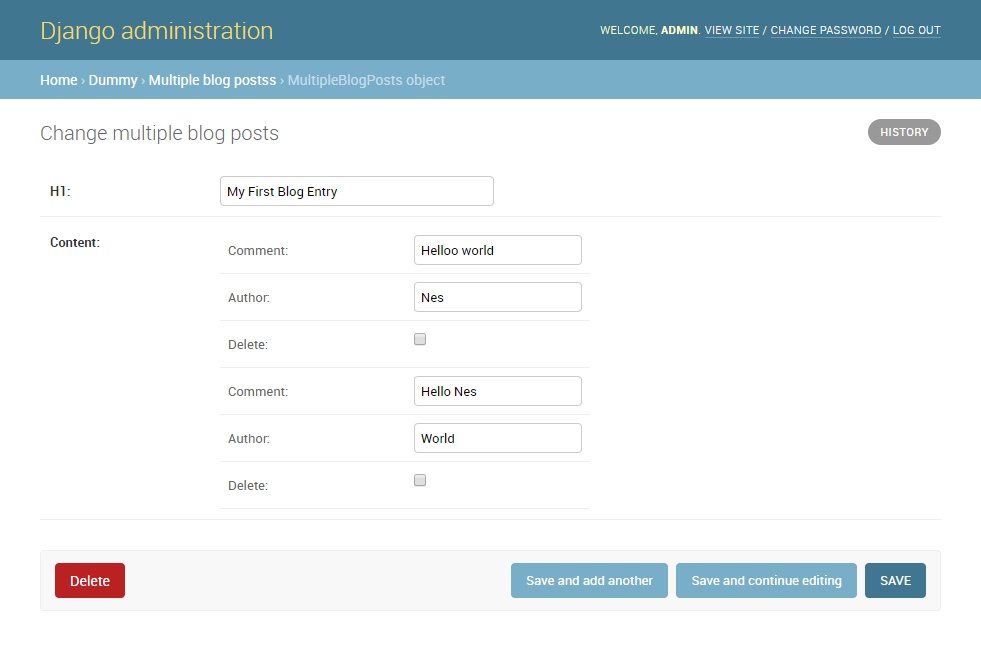 Django administration
WELCOME, ADMIN. VIEW SITE / CHANGE PASSWORD / LOG OUT
Home › Dummy › Multiple blog postss › MultipleBlogPosts object
Change multiple blog posts
HISTORY
H1: My First Blog Entry
Content:
Comment: Helloo world
Author: Nes
Delete:
Comment: Hello Nes
Author: World
Delete:
Delete Save and add another Save and continue editing SAVE